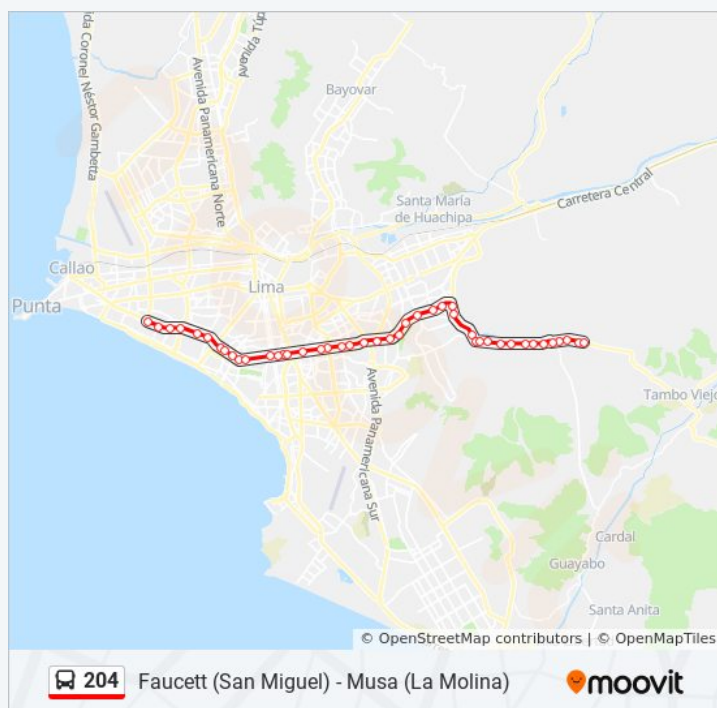 Avenida Túp
ida Coronel Néstor Gambetta
Avenida Panamericana Norte
Bayovar
Santa María
de Huachipa
Carretera Central
Callao
Lima
Punta
Avenida Panamericana Sur
Tambo Viejo
Cardal
Guayabo
Santa Anita
© OpenStreetMap contributors | © OpenMapTiles
204 Faucett (San Miguel) - Musa (La Molina) moovit